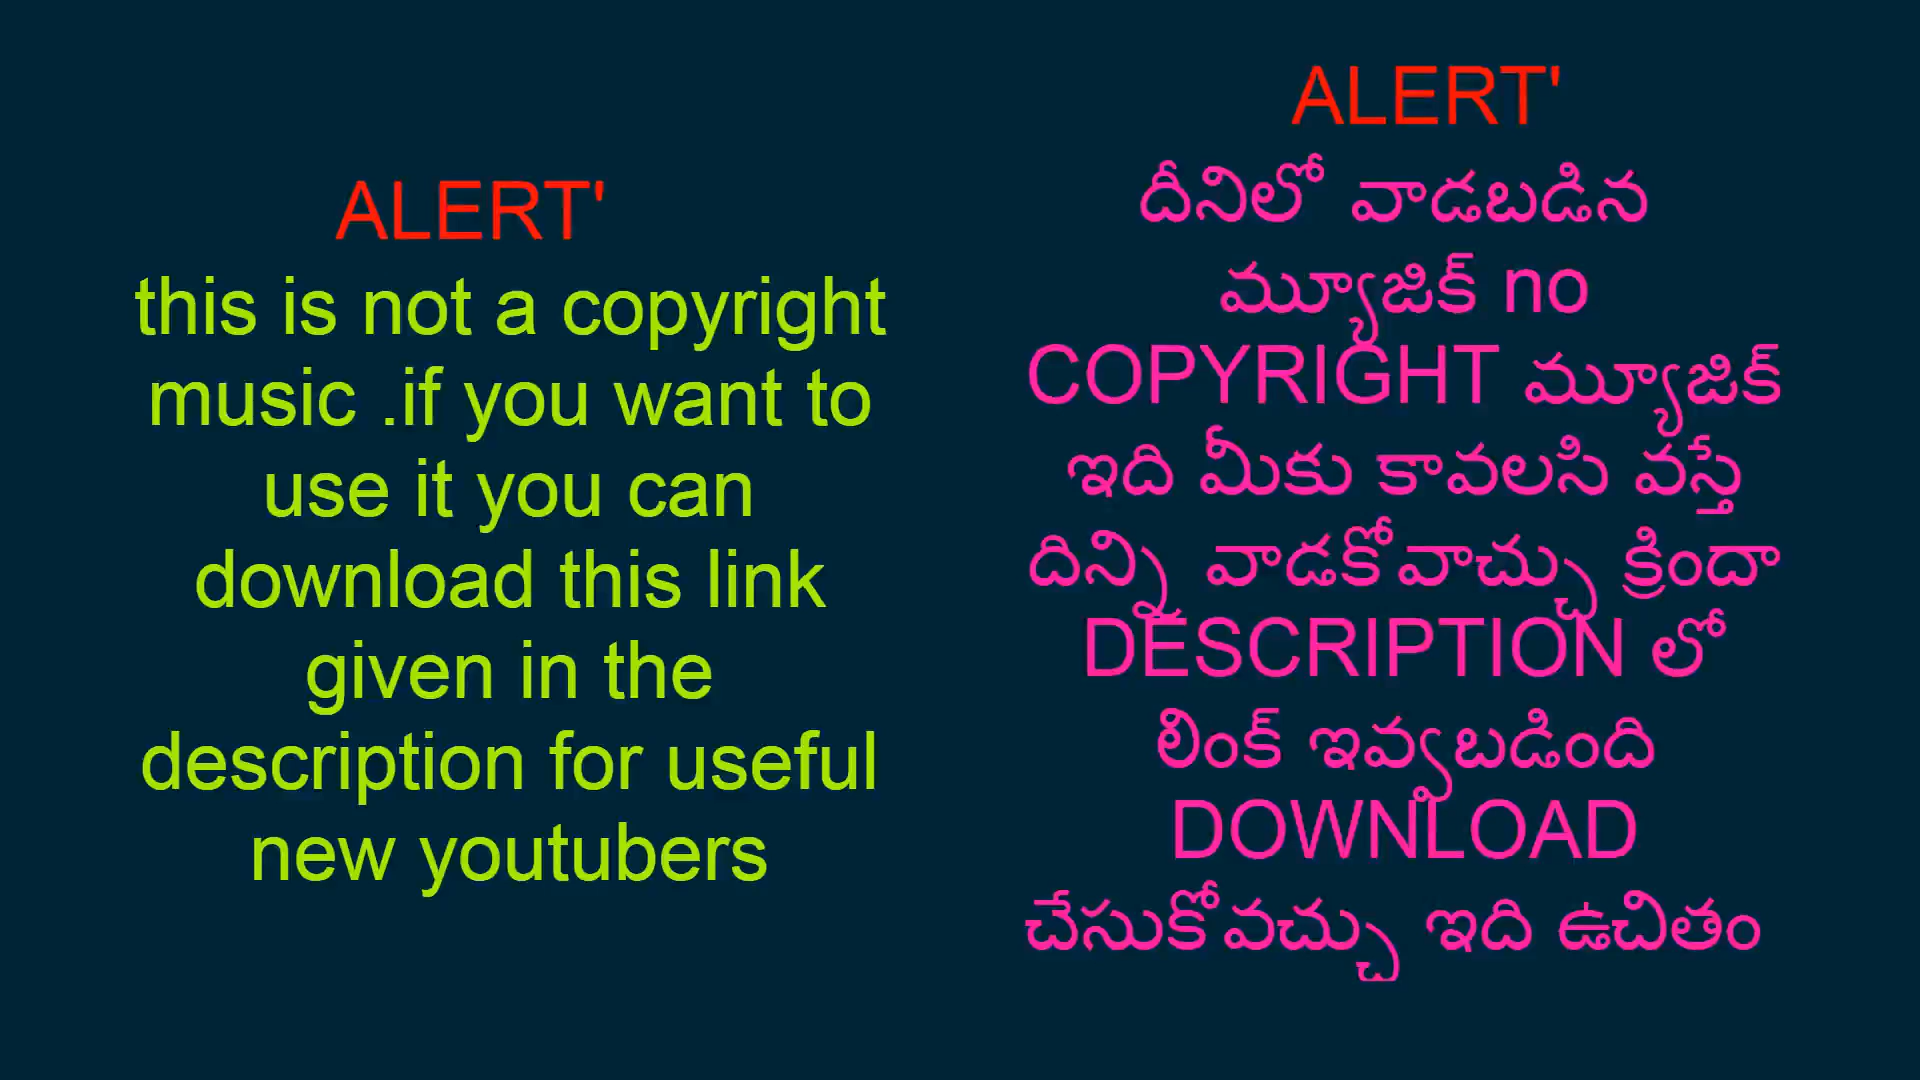 ALERT'
this is not a copyright
music .if you want to
use it you can
download this link
given in the
description for useful
new youtubers
ALERT'
దీనిలో వాడబడిన
మ్యూజిక్ no
COPYRIGHT మ్యూజిక్
ఇది మీకు కావలసి వస్తే
దిన్ని వాడకోవాచ్చు క్రిందా
DESCRIPTION లో
లింక్ ఇవ్వబడింది
DOWNLOAD
చేసుకోవచ్చు ఇది ఉచితం